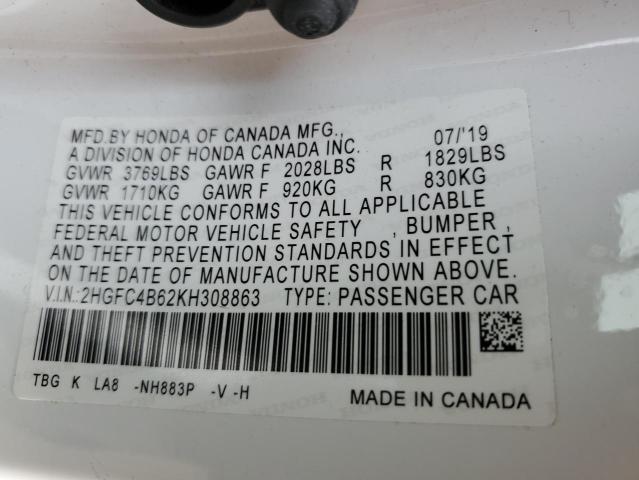 MFD.BY HONDA OF CANADA MFG., 07/'19
A DIVISION OF HONDA CANADA INC.
GVWR 3769LBS GAWR F 2028LBS R 1829LBS
GVWR 1710KG GAWR F 920KG R 830KG
THIS VEHICLE CONFORMS TO ALL APPLICABLE
FEDERAL MOTOR VEHICLE SAFETY , BUMPER ,
AND THEFT PREVENTION STANDARDS IN EFFECT
ON THE DATE OF MANUFACTURE SHOWN ABOVE.
V.I.N.:2HGFC4B62KH308863 TYPE: PASSENGER CAR
TBG K LA8 -NH883P -V -H MADE IN CANADA